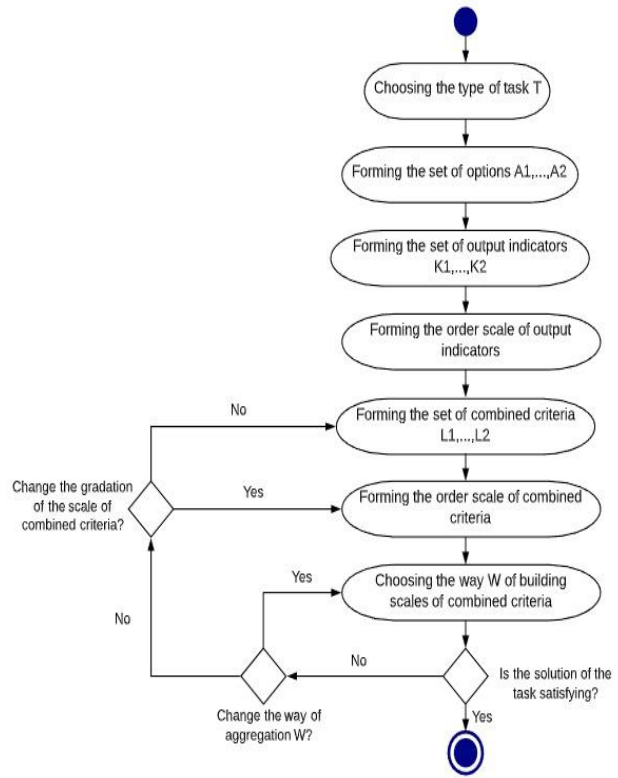 Choosing the type of task T
Forming the set of options A1,...,A2
Forming the set of output indicators
K1,...,K2
Forming the order scale of output
indicators
No
Forming the set of combined criteria
L1,...,L2
Change the gradation
of the scale of
combined criteria?
Yes
Forming the order scale of combined
criteria
Yes
Choosing the way W of building
scales of combined criteria
No
No
Is the solution of the
task satisfying?
Change the way of
aggregation W?
Yes